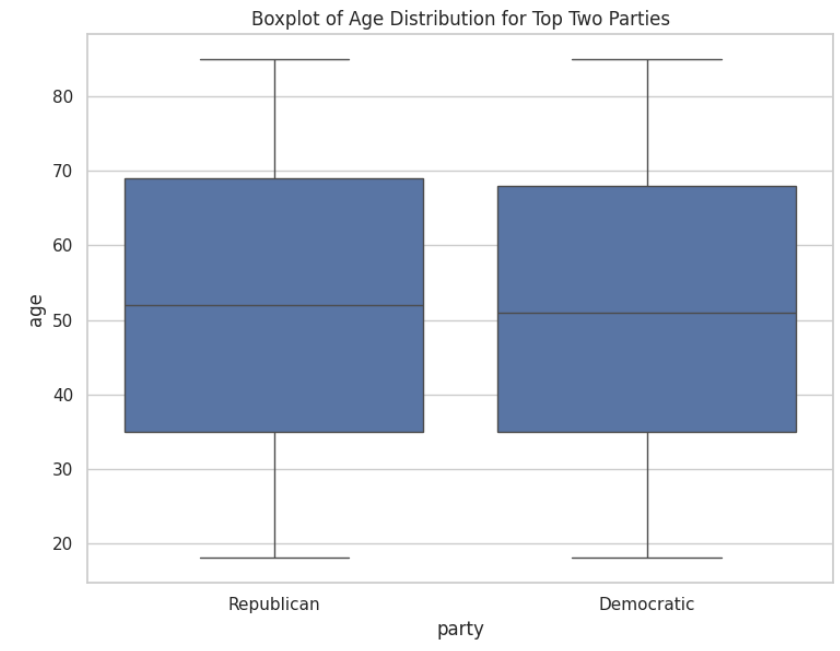 Boxplot of Age Distribution for Top Two Parties
80
70
60
50
40
30
20
age
Republican
Democratic
party